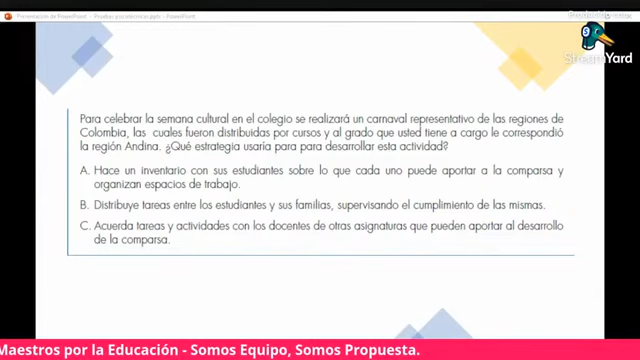 Presentación de PowerPoint - Pruebas psicotécnicas.pptx - PowerPoint
StreamYard
Para celebrar la semana cultural en el colegio se realizará un carnaval representativo de las regiones de
Colombia, las cuales fueron distribuidas por cursos y al grado que usted tiene a cargo le correspondió
la región Andina. ¿Qué estrategia usaría para para desarrollar esta actividad?
A. Hace un inventario con sus estudiantes sobre lo que cada uno puede aportar a la comparsa y
organizan espacios de trabajo.
B. Distribuye tareas entre los estudiantes y sus familias, supervisando el cumplimiento de las mismas.
C. Acuerda tareas y actividades con los docentes de otras asignaturas que pueden aportar al desarrollo
de la comparsa.
Maestros por la Educación - Somos Equipo, Somos Propuesta.